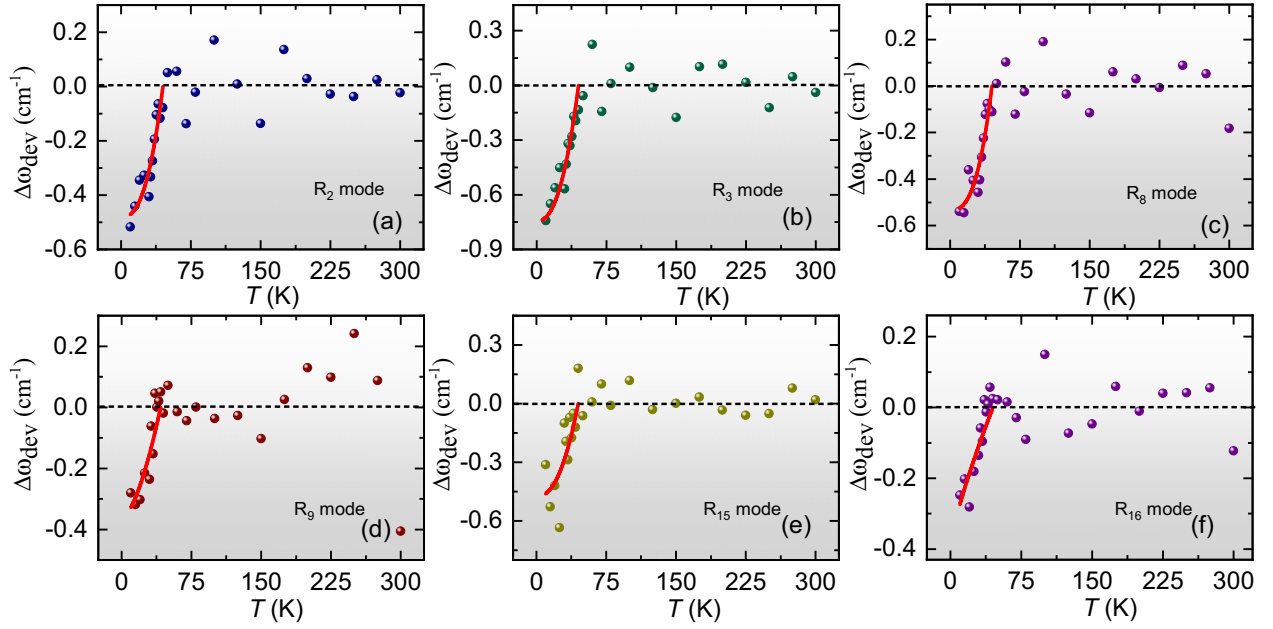 0.2
0.0
-0.2
-0.4
-0.6
Δω_dev (cm⁻¹)
R₂ mode
(a)
0 75 150 225 300
T (K)
0.3
0.0
-0.3
-0.6
-0.9
Δω_dev (cm⁻¹)
R₃ mode
(b)
0 75 150 225 300
T (K)
0.2
0.0
-0.2
-0.4
-0.6
Δω_dev (cm⁻¹)
R₈ mode
(c)
0 75 150 225 300
T (K)
0.2
0.0
-0.2
-0.4
Δω_dev (cm⁻¹)
R₉ mode
(d)
0 75 150 225 300
T (K)
0.3
0.0
-0.3
-0.6
Δω_dev (cm⁻¹)
R₁₅ mode
(e)
0 75 150 225 300
T (K)
0.2
0.0
-0.2
-0.4
Δω_dev (cm⁻¹)
R₁₆ mode
(f)
0 75 150 225 300
T (K)